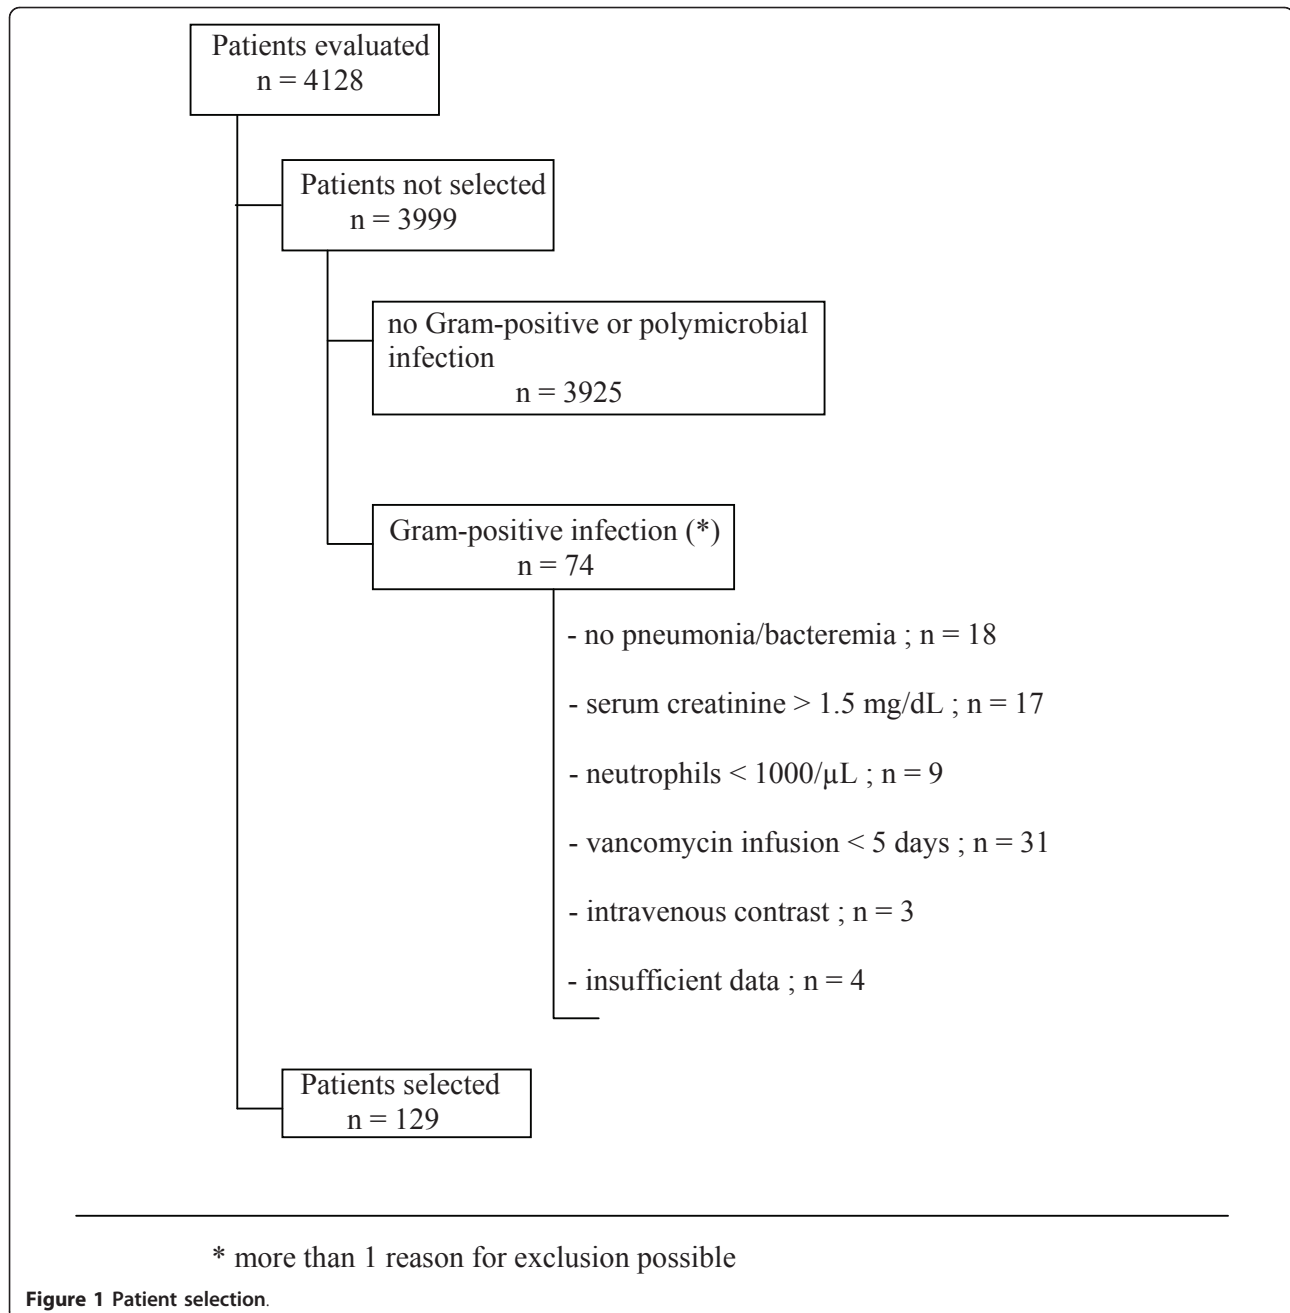 Patients evaluated
n = 4128
Patients not selected
n = 3999
no Gram-positive or polymicrobial
infection
n = 3925
Gram-positive infection (*)
n = 74
- no pneumonia/bacteremia ; n = 18
- serum creatinine > 1.5 mg/dL ; n = 17
- neutrophils < 1000/µL ; n = 9
- vancomycin infusion < 5 days ; n = 31
- intravenous contrast ; n = 3
- insufficient data ; n = 4
Patients selected
n = 129
* more than 1 reason for exclusion possible
Figure 1 Patient selection.